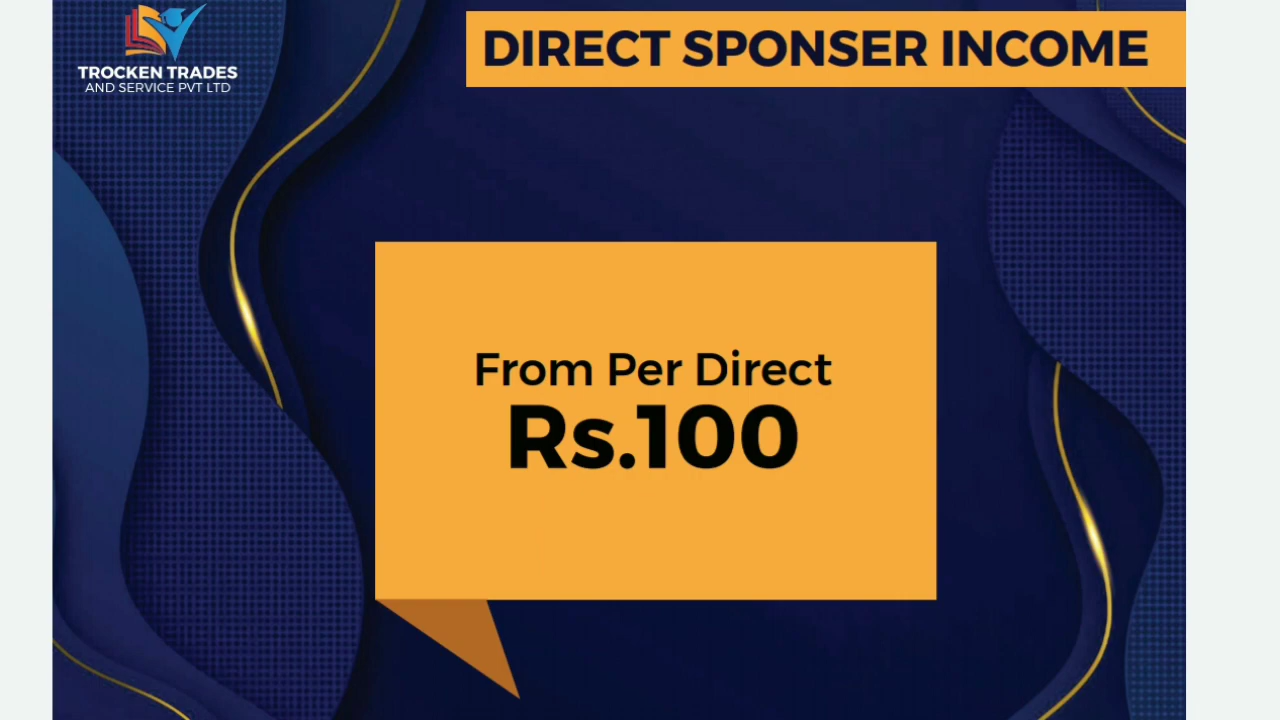 TROCKEN TRADES
AND SERVICE PVT LTD
DIRECT SPONSER INCOME
From Per Direct
Rs.100